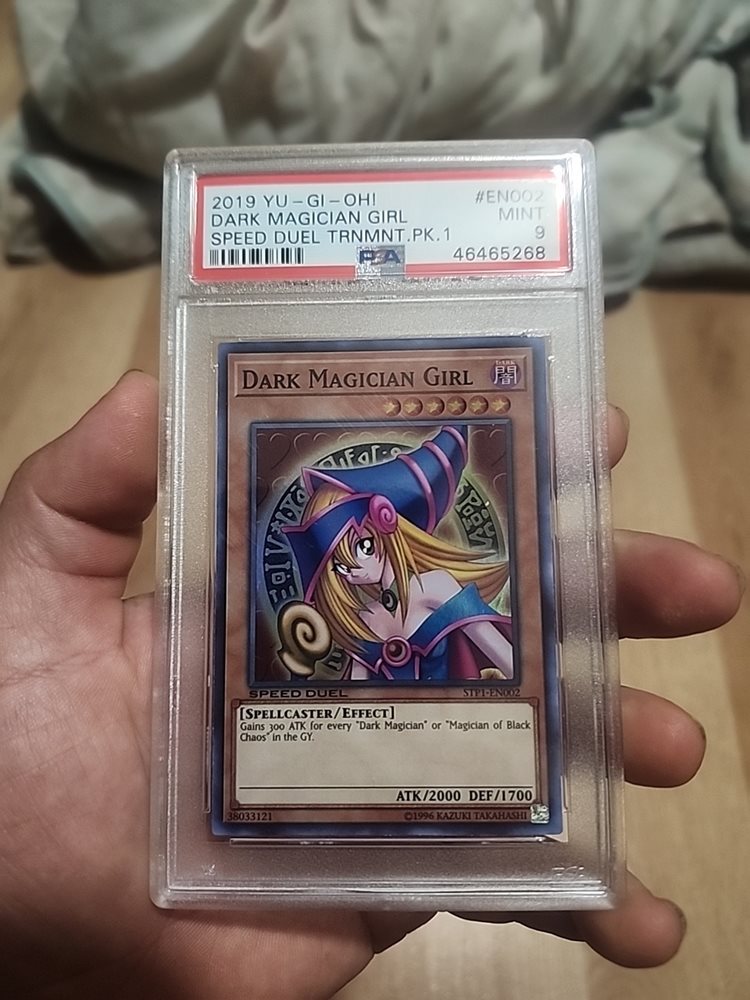 2019 YU-GI-OH! #EN002
DARK MAGICIAN GIRL MINT
SPEED DUEL TRNMNT.PK.1 9
PSA 46465268
DARK MAGICIAN GIRL
DARK
闇
SPEED DUEL STP1-EN002
[SPELLCASTER/EFFECT]
Gains 300 ATK for every "Dark Magician" or "Magician of Black
Chaos" in the GY.
ATK/2000 DEF/1700
38033121 ©1996 KAZUKI TAKAHASHI